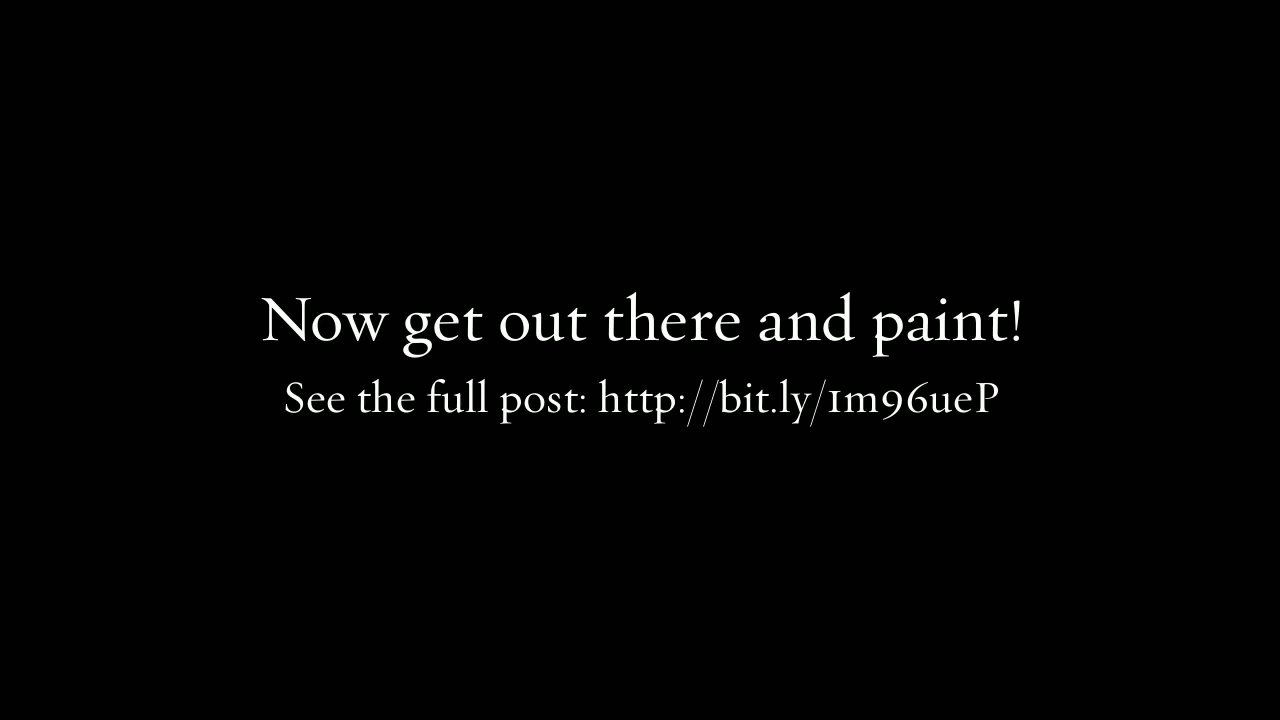 Now get out there and paint!
See the full post: http://bit.ly/1m96ueP